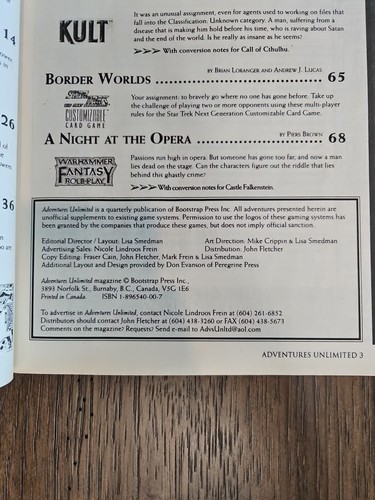 It was an unusual assignment, even for agents used to working on files that
fall into the Classification: Unknown category. A man, suffering from a
disease that is making him hold before his time, who is raving about Satan
and the end of the world. Is he really as insane as he seems?
KULT
>>> With conversion notes for Call of Cthulhu.
14
BY BRIAN LORANGER AND ANDREW J. LUCAS
BORDER WORLDS 65
Your assignment: to bravely go where no one has gone before. Take up
the challenge of playing two or more opponents using these multi-player
rules for the Star Trek Next Generation Customizable Card Game.
STAR TREK
CUSTOMIZABLE
CARD GAME
26
BY PIERS BROWN
A NIGHT AT THE OPERA 68
Passions run high in opera. But someone has gone too far, and now a man
lies dead on the stage. Can the characters figure out the riddle that lies
behind this ghastly crime?
WARHAMMER
FANTASY
ROLEPLAY
>>> With conversion notes for Castle Falkenstein.
36
Adventures Unlimited is a quarterly publication of Bootstrap Press Inc. All adventures presented herein are
unofficial supplements to existing game systems. Permission to use the logos of these gaming systems has
been granted by the companies that produce these games, but does not imply official sanction.
Editorial Director / Layout: Lisa Smedman
Art Direction: Mike Crippin & Lisa Smedman
Advertising Sales: Nicole Lindroos Frein
Distribution: John Fletcher
Copy Editing: Fraser Cain, John Fletcher, Mark Frein & Lisa Smedman
Additional Layout and Design provided by Don Evanson of Peregrine Press
Adventures Unlimited magazine © Bootstrap Press Inc.,
3893 Norfolk St., Burnaby, B.C., Canada, V5G 1E6
Printed in Canada. ISBN 1-896540-00-7
To advertise in Adventures Unlimited, contact Nicole Lindroos Frein at (604) 261-6852
Distributors should contact John Fletcher at (604) 438-3260 or FAX (604) 438-5673
Comments on the magazine? Requests? Send e-mail to AdvsUnltd@aol.com
ADVENTURES UNLIMITED 3